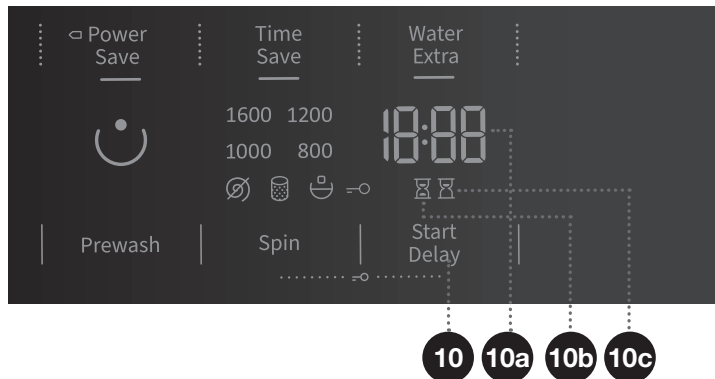 Power Save
Time Save
Water Extra
1600 1200
1000 800
18:88
Prewash
Spin
Start Delay
10 10a 10b 10c